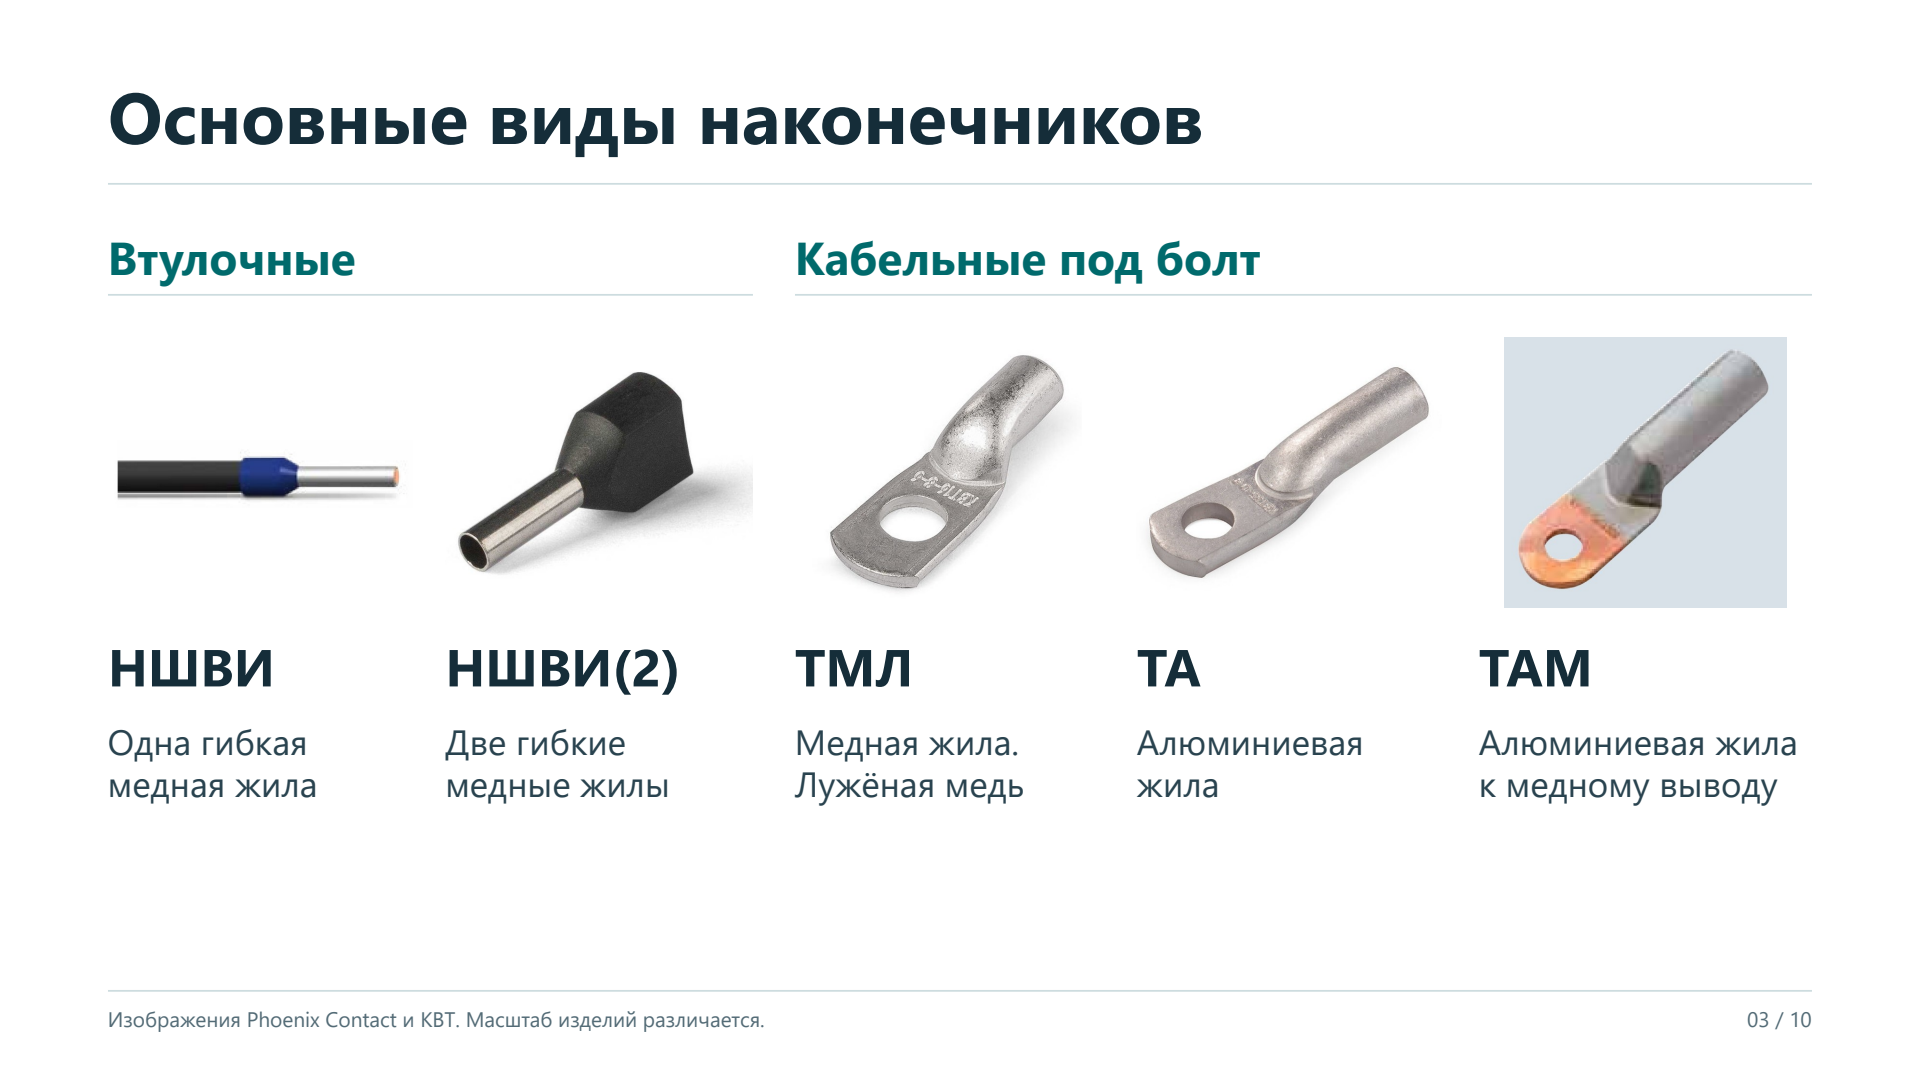 Основные виды наконечников
Втулочные
Кабельные под болт
НШВИ
Одна гибкая
медная жила
НШВИ(2)
Две гибкие
медные жилы
ТМЛ
Медная жила.
Лужёная медь
ТА
Алюминиевая
жила
ТАМ
Алюминиевая жила
к медному выводу
Изображения Phoenix Contact и КВТ. Масштаб изделий различается.
03 / 10